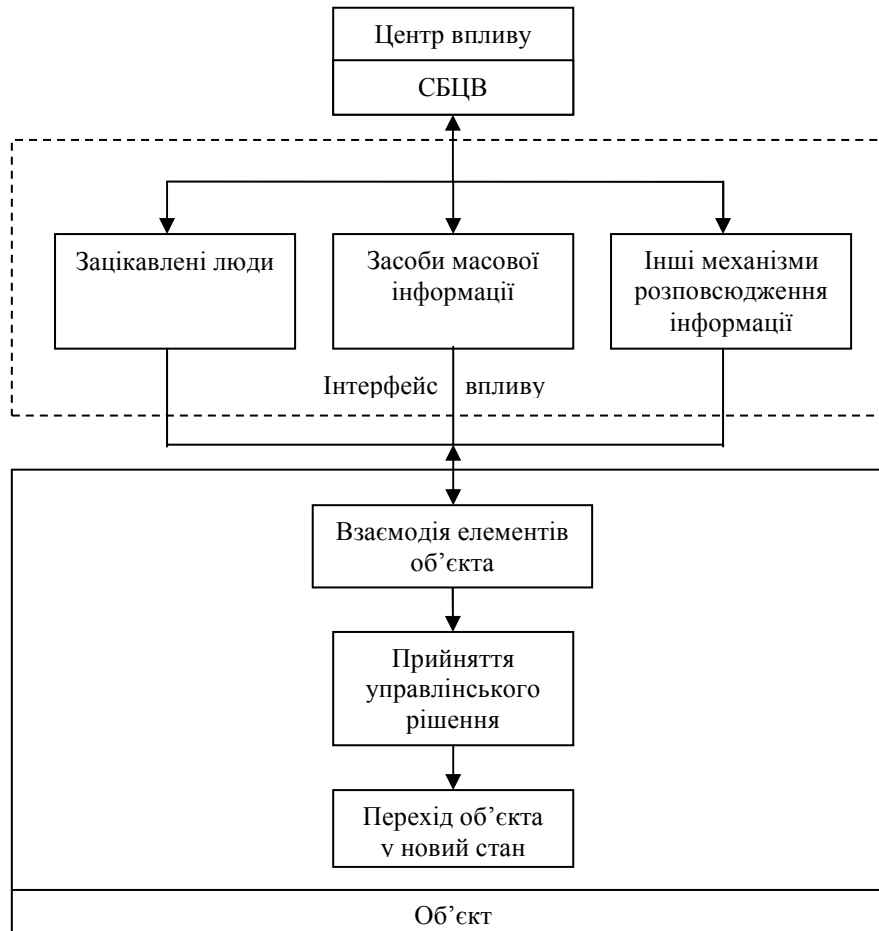 Центр впливу
СБЦВ
Зацікавлені люди
Засоби масової
інформації
Інші механізми
розповсюдження
інформації
Інтерфейс впливу
Взаємодія елементів
об’єкта
Прийняття
управлінського
рішення
Перехід об’єкта
у новий стан
Об’єкт